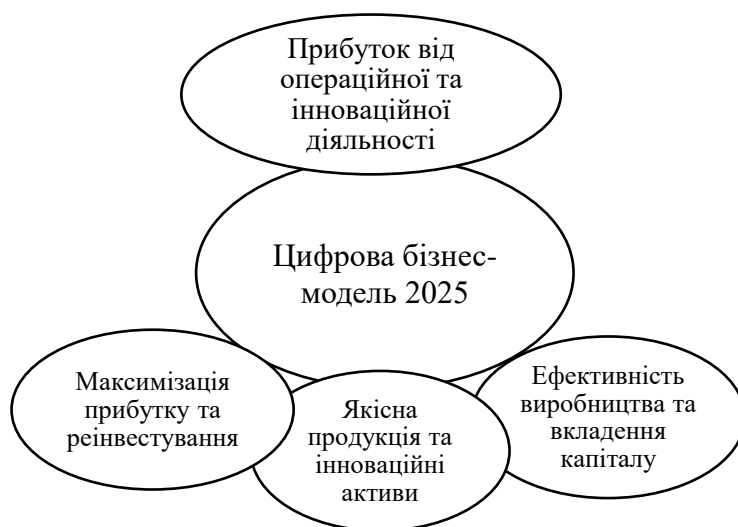 Прибуток від
операційної та
інноваційної
діяльності
Цифрова бізнес-
модель 2025
Максимізація
прибутку та
реінвестування
Якісна
продукція та
інноваційні
активи
Ефективність
виробництва та
вкладення
капіталу